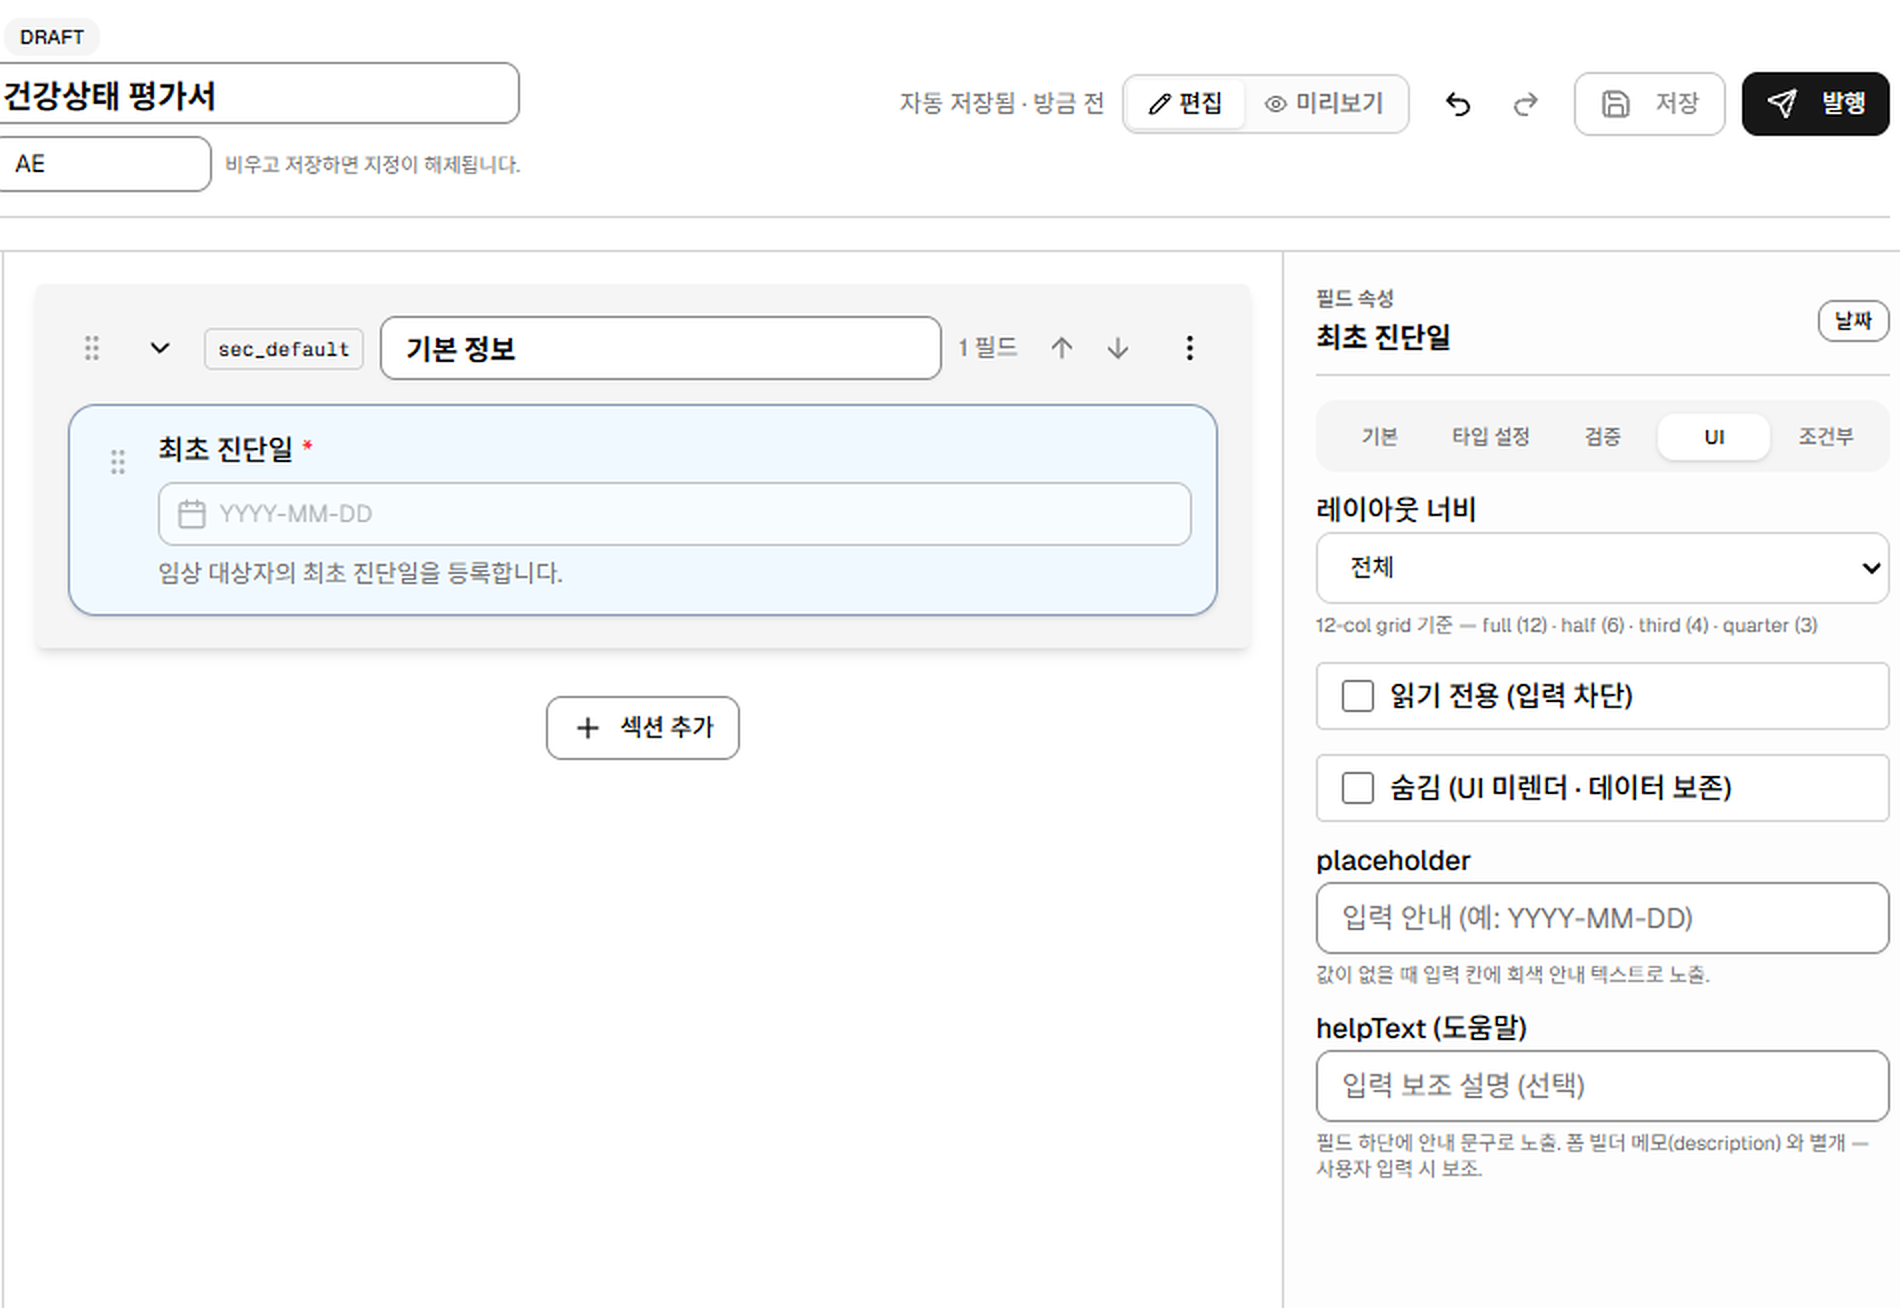 DRAFT
건강상태 평가서
자동 저장됨 · 방금 전
편집
미리보기
저장
발행
AE
비우고 저장하면 지정이 해제됩니다.
sec_default
기본 정보
1 필드
최초 진단일 *
YYYY-MM-DD
임상 대상자의 최초 진단일을 등록합니다.
섹션 추가
필드 속성
최초 진단일
날짜
기본
타입 설정
검증
UI
조건부
레이아웃 너비
전체
12-col grid 기준 — full (12) · half (6) · third (4) · quarter (3)
읽기 전용 (입력 차단)
숨김 (UI 미렌더 · 데이터 보존)
placeholder
입력 안내 (예: YYYY-MM-DD)
값이 없을 때 입력 칸에 회색 안내 텍스트로 노출.
helpText (도움말)
입력 보조 설명 (선택)
필드 하단에 안내 문구로 노출. 폼 빌더 메모(description) 와 별개 —
사용자 입력 시 보조.